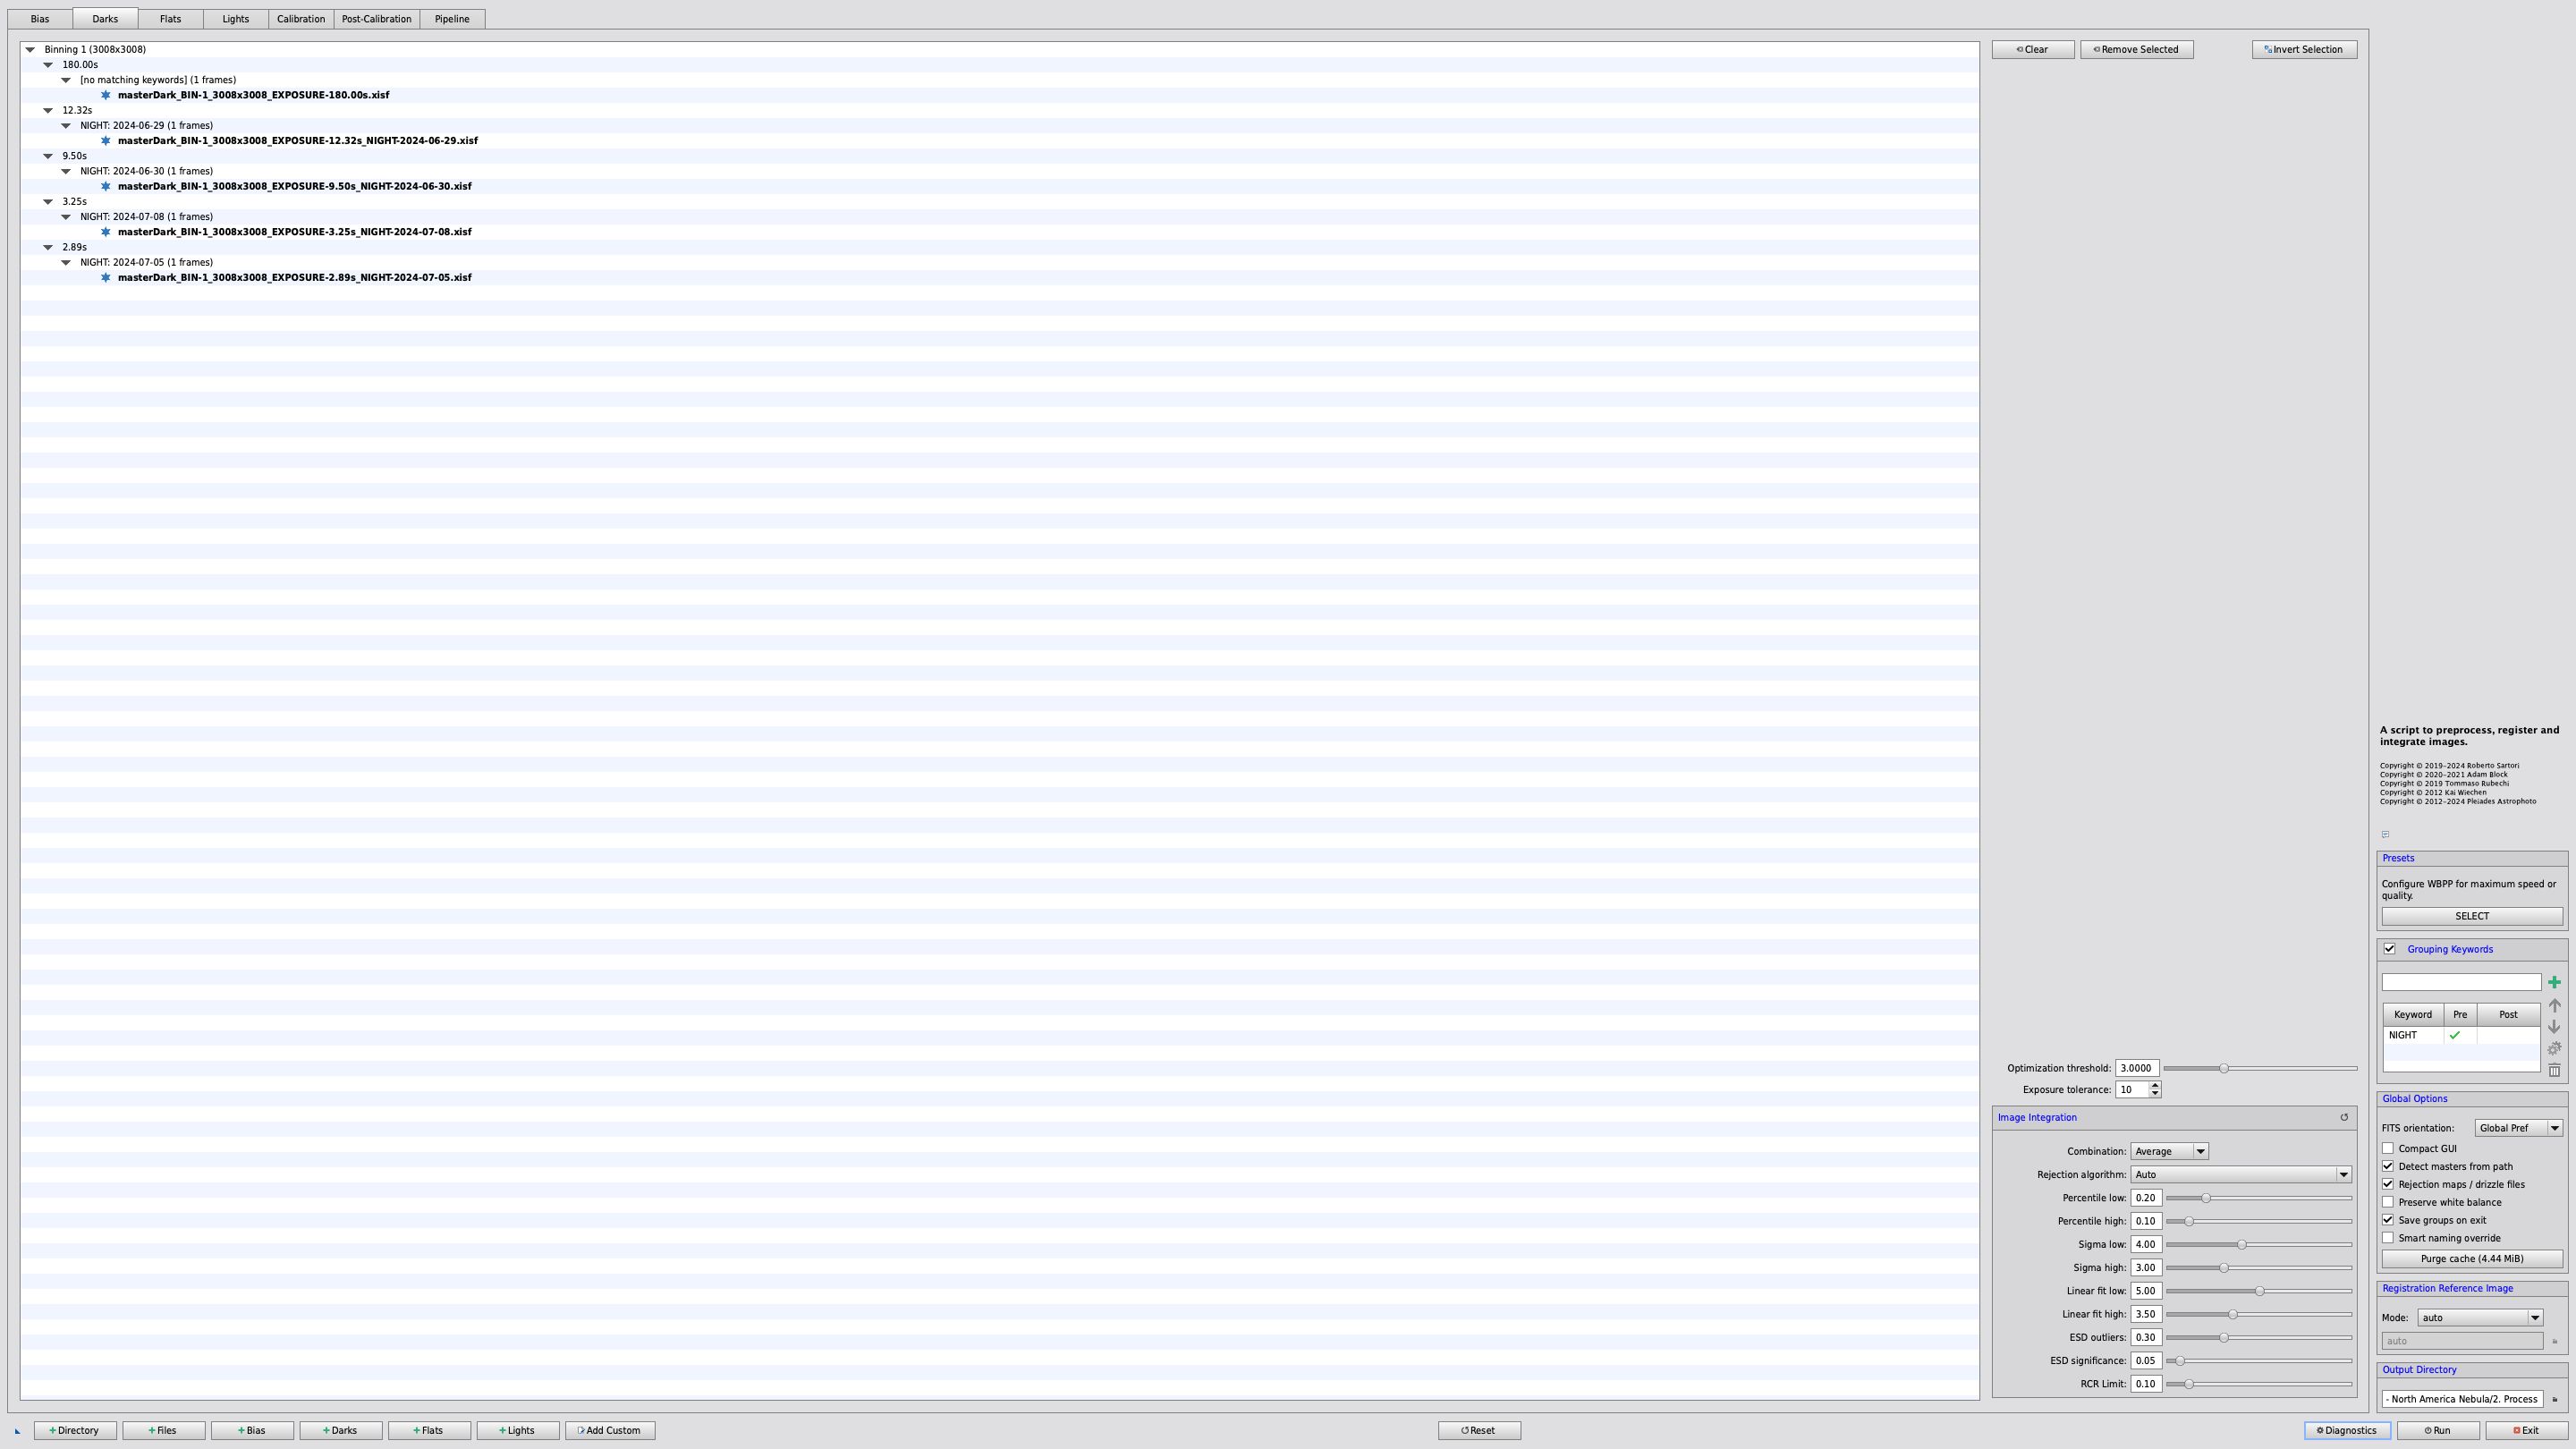 Bias Darks Flats Lights Calibration Post-Calibration Pipeline
Binning 1 (3008x3008)
180.00s
[no matching keywords] (1 frames)
masterDark_BIN-1_3008x3008_EXPOSURE-180.00s.xisf
12.32s
NIGHT: 2024-06-29 (1 frames)
masterDark_BIN-1_3008x3008_EXPOSURE-12.32s_NIGHT-2024-06-29.xisf
9.50s
NIGHT: 2024-06-30 (1 frames)
masterDark_BIN-1_3008x3008_EXPOSURE-9.50s_NIGHT-2024-06-30.xisf
3.25s
NIGHT: 2024-07-08 (1 frames)
masterDark_BIN-1_3008x3008_EXPOSURE-3.25s_NIGHT-2024-07-08.xisf
2.89s
NIGHT: 2024-07-05 (1 frames)
masterDark_BIN-1_3008x3008_EXPOSURE-2.89s_NIGHT-2024-07-05.xisf
Clear Remove Selected Invert Selection
Optimization threshold: 3.0000
Exposure tolerance: 10
Image Integration
Combination: Average
Rejection algorithm: Auto
Percentile low: 0.20
Percentile high: 0.10
Sigma low: 4.00
Sigma high: 3.00
Linear fit low: 5.00
Linear fit high: 3.50
ESD outliers: 0.30
ESD significance: 0.05
RCR Limit: 0.10
A script to preprocess, register and
integrate images.
Copyright © 2019-2024 Roberto Sartori
Copyright © 2020-2021 Adam Block
Copyright © 2019 Tommaso Rubechi
Copyright © 2012 Kai Wiechen
Copyright © 2012-2024 Pleiades Astrophoto
Presets
Configure WBPP for maximum speed or
quality.
SELECT
Grouping Keywords
Keyword Pre Post
NIGHT
Global Options
FITS orientation: Global Pref
Compact GUI
Detect masters from path
Rejection maps / drizzle files
Preserve white balance
Save groups on exit
Smart naming override
Purge cache (4.44 MiB)
Registration Reference Image
Mode: auto
auto
Output Directory
- North America Nebula/2. Process
Directory Files Bias Darks Flats Lights Add Custom Reset Diagnostics Run Exit